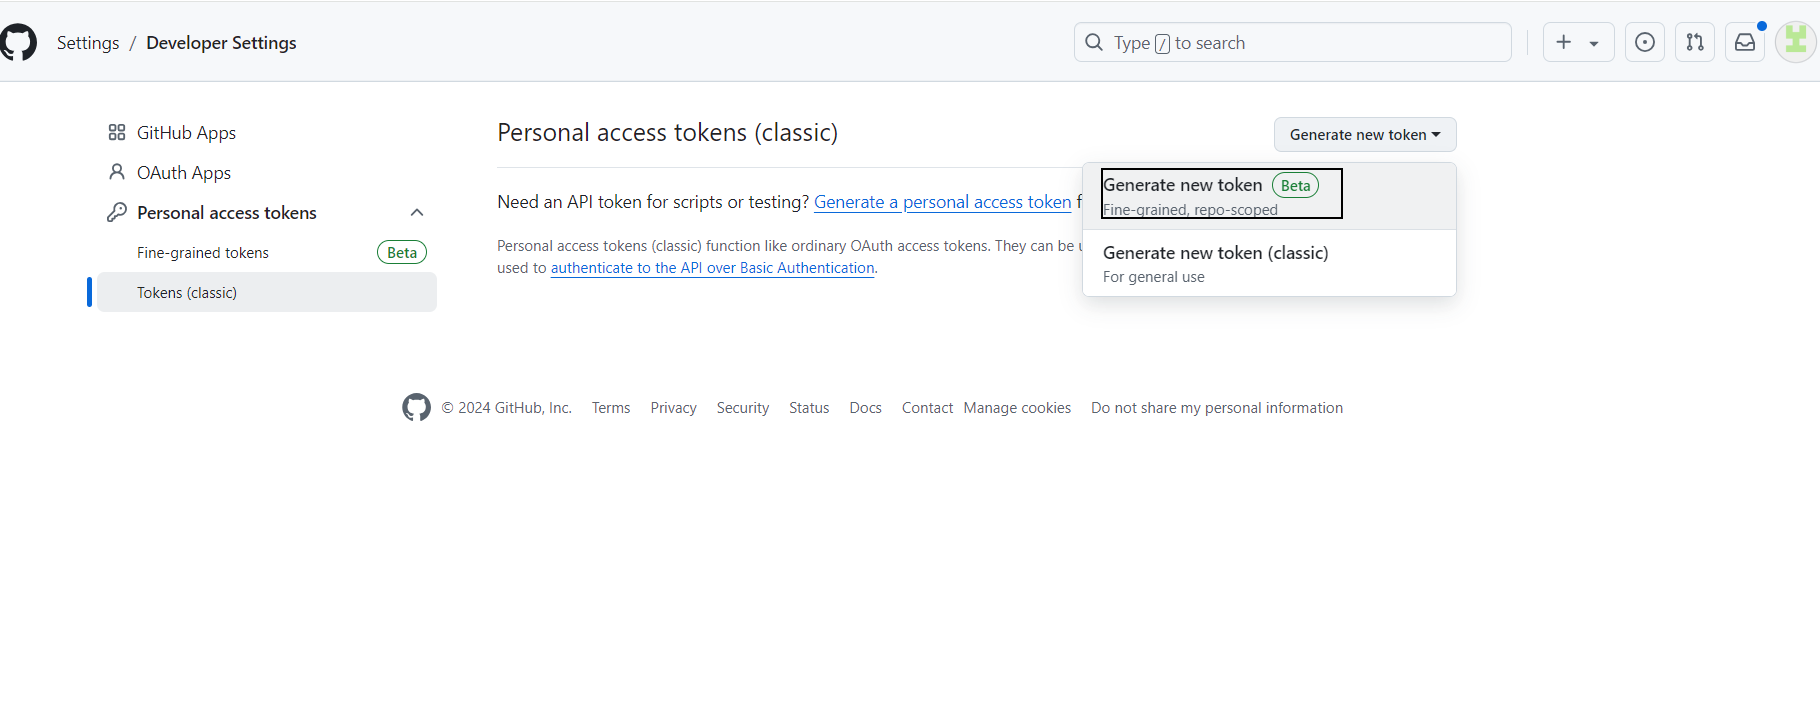 Settings / Developer Settings
Type / to search
GitHub Apps
OAuth Apps
Personal access tokens
Fine-grained tokens Beta
Tokens (classic)
Personal access tokens (classic)
Generate new token
Generate new token Beta
Fine-grained, repo-scoped
Generate new token (classic)
For general use
Need an API token for scripts or testing? Generate a personal access token f
Personal access tokens (classic) function like ordinary OAuth access tokens. They can be u
used to authenticate to the API over Basic Authentication.
© 2024 GitHub, Inc. Terms Privacy Security Status Docs Contact Manage cookies Do not share my personal information